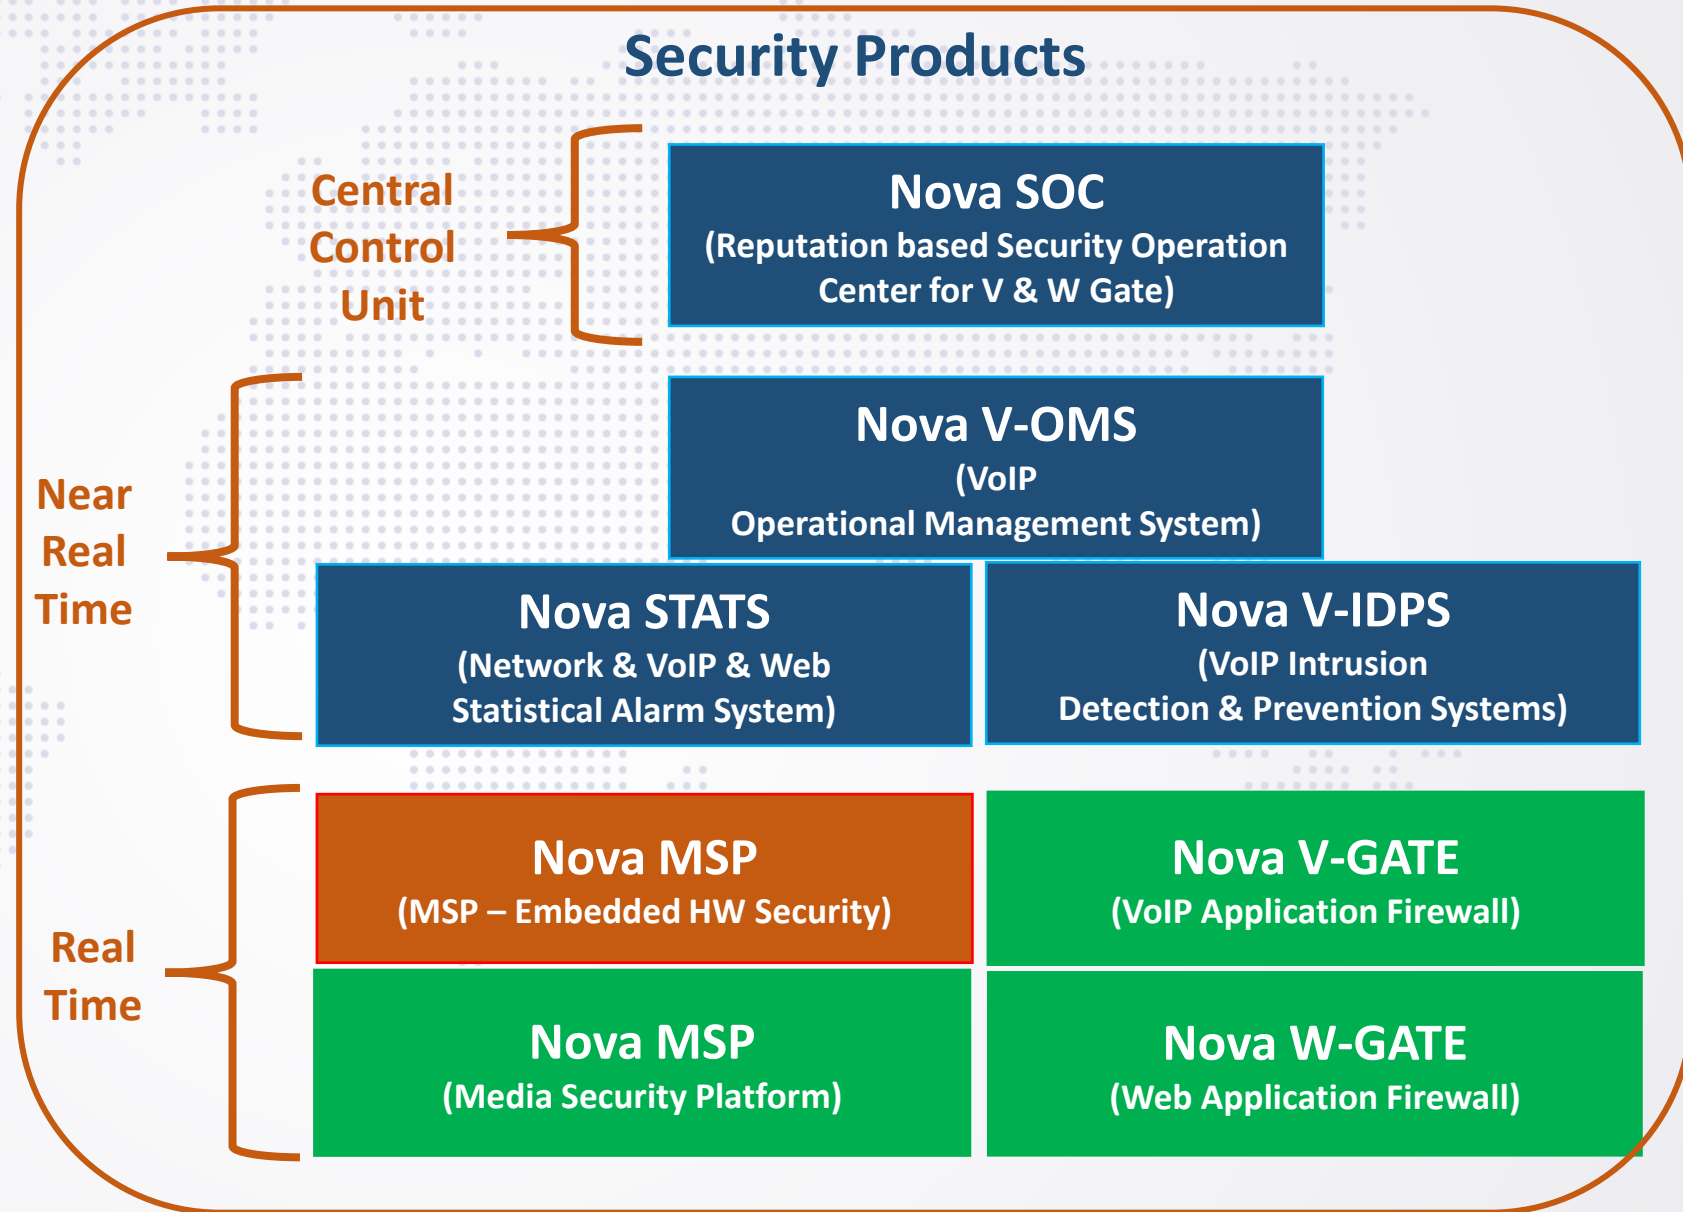 Security Products
Central
Control
Unit
Nova SOC
(Reputation based Security Operation
Center for V & W Gate)
Near
Real
Time
Nova V-OMS
(VoIP
Operational Management System)
Nova STATS
(Network & VoIP & Web
Statistical Alarm System)
Nova V-IDPS
(VoIP Intrusion
Detection & Prevention Systems)
Real
Time
Nova MSP
(MSP – Embedded HW Security)
Nova V-GATE
(VoIP Application Firewall)
Nova MSP
(Media Security Platform)
Nova W-GATE
(Web Application Firewall)